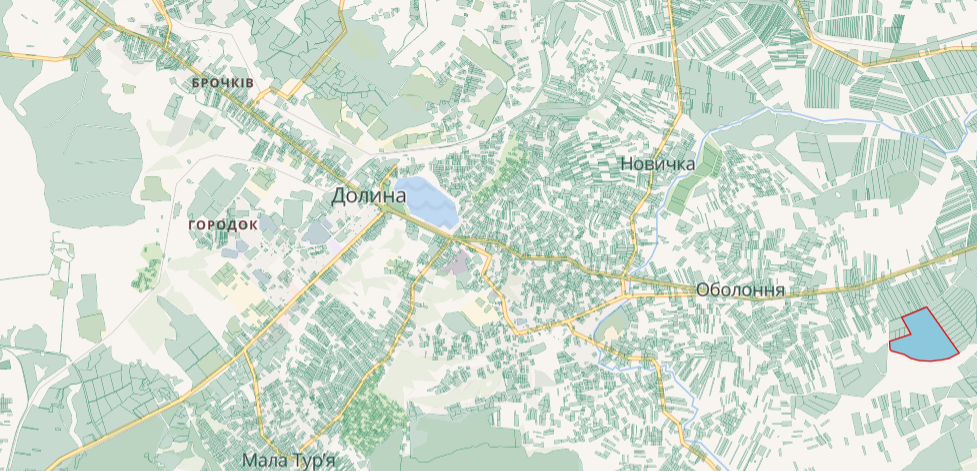 БРОЧКІВ
Новичка
Долина
ГОРОДОК
Оболоння
Мала Тур'я